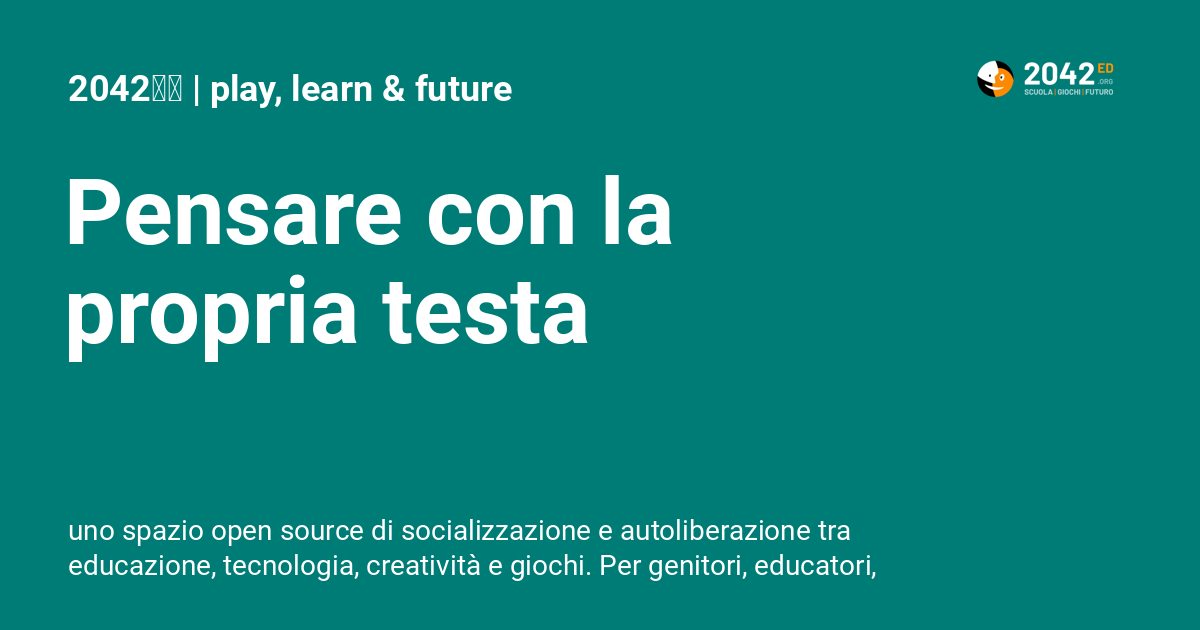 2042 | play, learn & future
2042 ED
.ORG
SCUOLA | GIOCHI | FUTURO
Pensare con la
propria testa
uno spazio open source di socializzazione e autoliberazione tra
educazione, tecnologia, creatività e giochi. Per genitori, educatori,